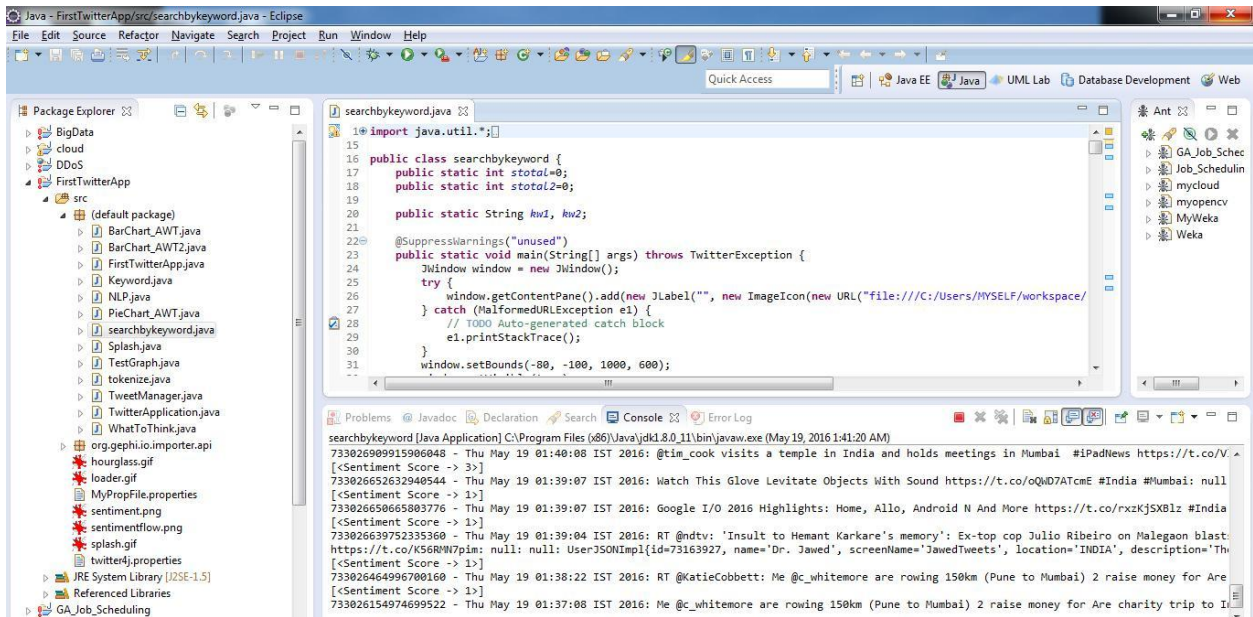 Java - FirstTwitterApp/src/searchbykeyword.java - Eclipse
File Edit Source Refactor Navigate Search Project Run Window Help
Quick Access
Java EE Java UML Lab Database Development Web
Package Explorer
BigData
cloud
DDoS
FirstTwitterApp
src
(default package)
BarChart_AWT.java
BarChart_AWT2.java
FirstTwitterApp.java
Keyword.java
NLP.java
PieChart_AWT.java
searchbykeyword.java
Splash.java
TestGraph.java
tokenize.java
TweetManager.java
TwitterApplication.java
WhatToThink.java
org.gephi.io.importer.api
hourglass.gif
loader.gif
MyPropFile.properties
sentiment.png
sentimentflow.png
splash.gif
twitter4j.properties
JRE System Library [J2SE-1.5]
Referenced Libraries
GA_Job_Scheduling
searchbykeyword.java
1 import java.util.*;
15
16 public class searchbykeyword {
17 public static int stotal=0;
18 public static int stotal2=0;
19
20 public static String kw1, kw2;
21
22 @SuppressWarnings("unused")
23 public static void main(String[] args) throws TwitterException {
24 JWindow window = new JWindow();
25 try {
26 window.getContentPane().add(new JLabel("", new ImageIcon(new URL("file:///C:/Users/MYSELF/workspace/
27 } catch (MalformedURLException e1) {
28 // TODO Auto-generated catch block
29 e1.printStackTrace();
30 }
31 window.setBounds(-80, -100, 1000, 600);
Ant
GA_Job_Sched
Job_Schedulin
mycloud
myopencv
MyWeka
Weka
Problems @ Javadoc Declaration Search Console Error Log
searchbykeyword [Java Application] C:\Program Files (x86)\Java\jdk1.8.0_11\bin\javaw.exe (May 19, 2016 1:41:20 AM)
733026909915906048 - Thu May 19 01:40:08 IST 2016: @tim_cook visits a temple in India and holds meetings in Mumbai #iPadNews https://t.co/V
[<Sentiment Score -> 3>]
733026652632940544 - Thu May 19 01:39:07 IST 2016: Watch This Glove Levitate Objects With Sound https://t.co/oQWD7ATcmE #India #Mumbai: null
[<Sentiment Score -> 1>]
733026650665803776 - Thu May 19 01:39:07 IST 2016: Google I/O 2016 Highlights: Home, Allo, Android N And More https://t.co/rxzKjSXBlz #India
[<Sentiment Score -> 1>]
733026639752335360 - Thu May 19 01:39:04 IST 2016: RT @ndtv: 'Insult to Hemant Karkare's memory': Ex-top cop Julio Ribeiro on Malegaon blast
https://t.co/K56RMN7pim: null: null: UserJSONImpl{id=73163927, name='Dr. Jawed', screenName='JawedTweets', location='INDIA', description='Th
[<Sentiment Score -> 1>]
733026464996700160 - Thu May 19 01:38:22 IST 2016: RT @KatieCobbett: Me @c_whitemore are rowing 150km (Pune to Mumbai) 2 raise money for Are
[<Sentiment Score -> 1>]
733026154974699522 - Thu May 19 01:37:08 IST 2016: Me @c_whitemore are rowing 150km (Pune to Mumbai) 2 raise money for Are charity trip to I